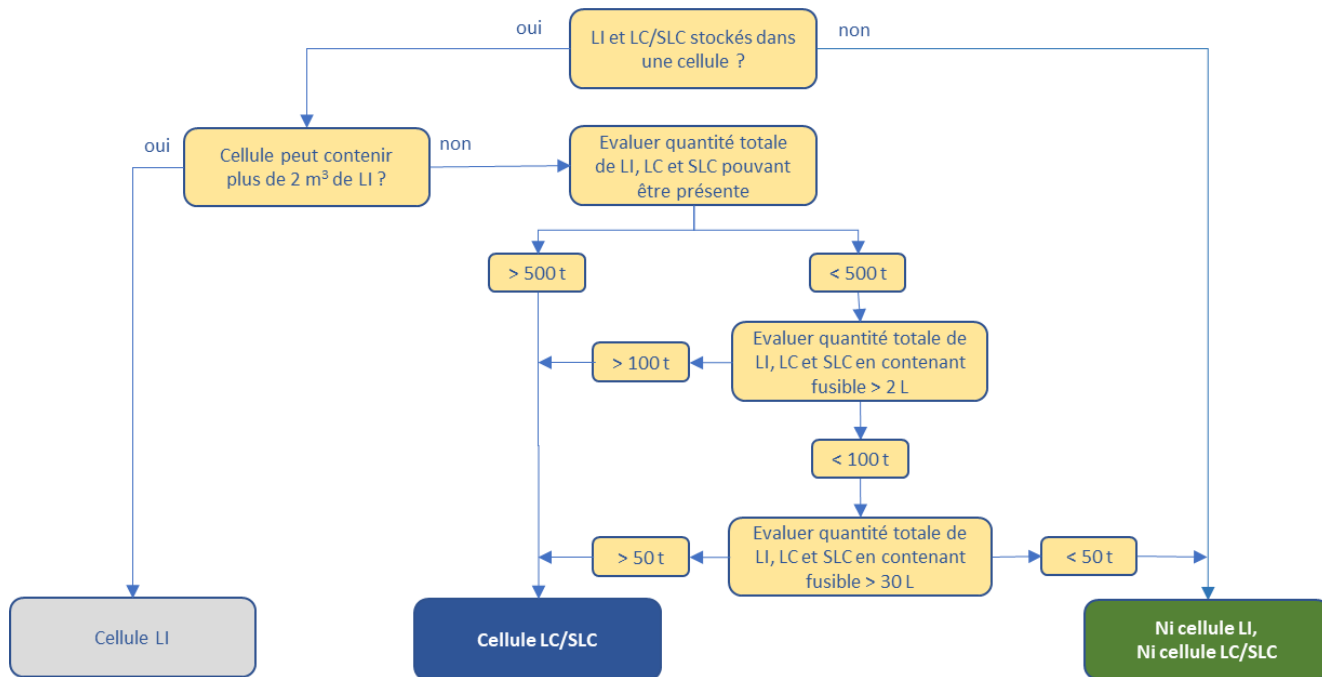 oui
LI et LC/SLC stockés dans
une cellule ?
non
oui
Cellule peut contenir
plus de 2 m³ de LI ?
non
Evaluer quantité totale
de LI, LC et SLC pouvant
être présente
> 500 t
< 500 t
Evaluer quantité totale de
LI, LC et SLC en contenant
fusible > 2 L
> 100 t
< 100 t
Evaluer quantité totale de
LI, LC et SLC en contenant
fusible > 30 L
> 50 t
< 50 t
Cellule LI
Cellule LC/SLC
Ni cellule LI,
Ni cellule LC/SLC